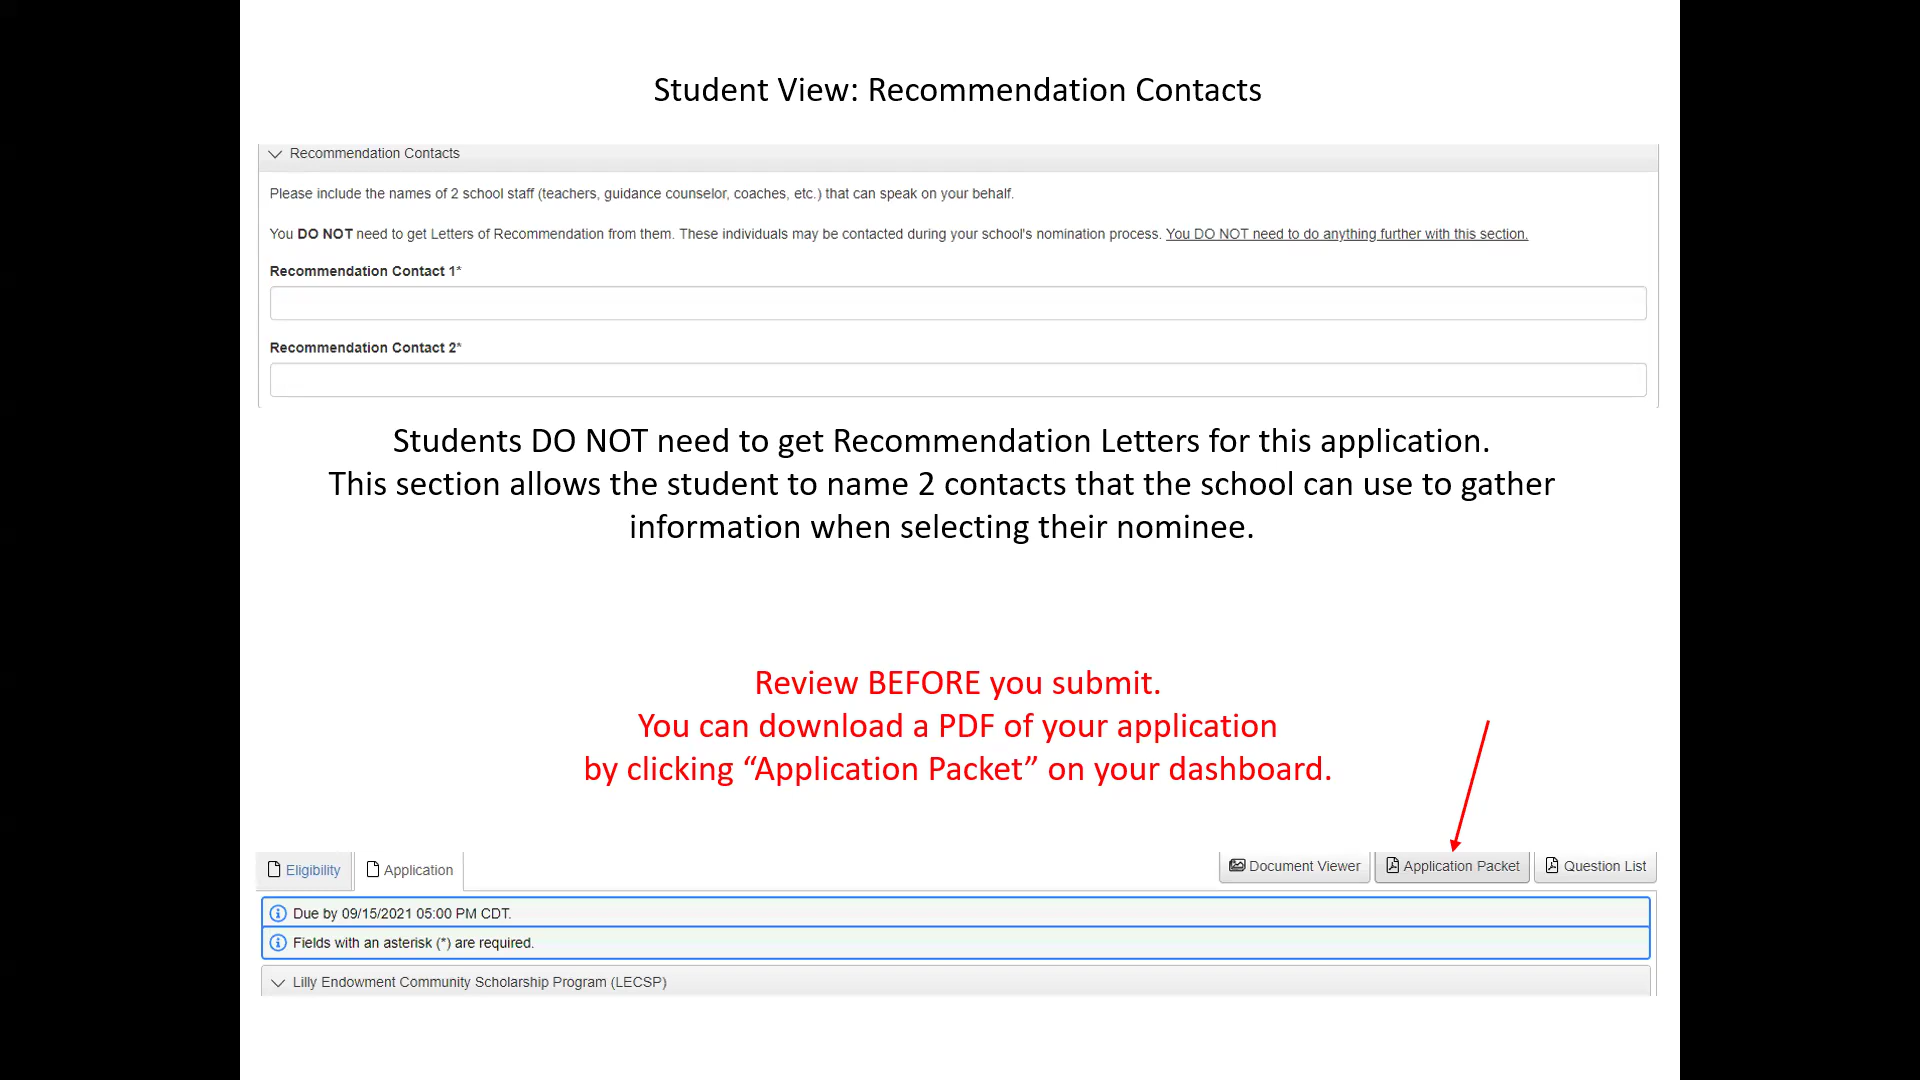 Student View: Recommendation Contacts
Recommendation Contacts
Please include the names of 2 school staff (teachers, guidance counselor, coaches, etc.) that can speak on your behalf.
You DO NOT need to get Letters of Recommendation from them. These individuals may be contacted during your school's nomination process. You DO NOT need to do anything further with this section.
Recommendation Contact 1*
Recommendation Contact 2*
Students DO NOT need to get Recommendation Letters for this application.
This section allows the student to name 2 contacts that the school can use to gather
information when selecting their nominee.
Review BEFORE you submit.
You can download a PDF of your application
by clicking “Application Packet” on your dashboard.
Eligibility Application Document Viewer Application Packet Question List
Due by 09/15/2021 05:00 PM CDT.
Fields with an asterisk (*) are required.
Lilly Endowment Community Scholarship Program (LECSP)